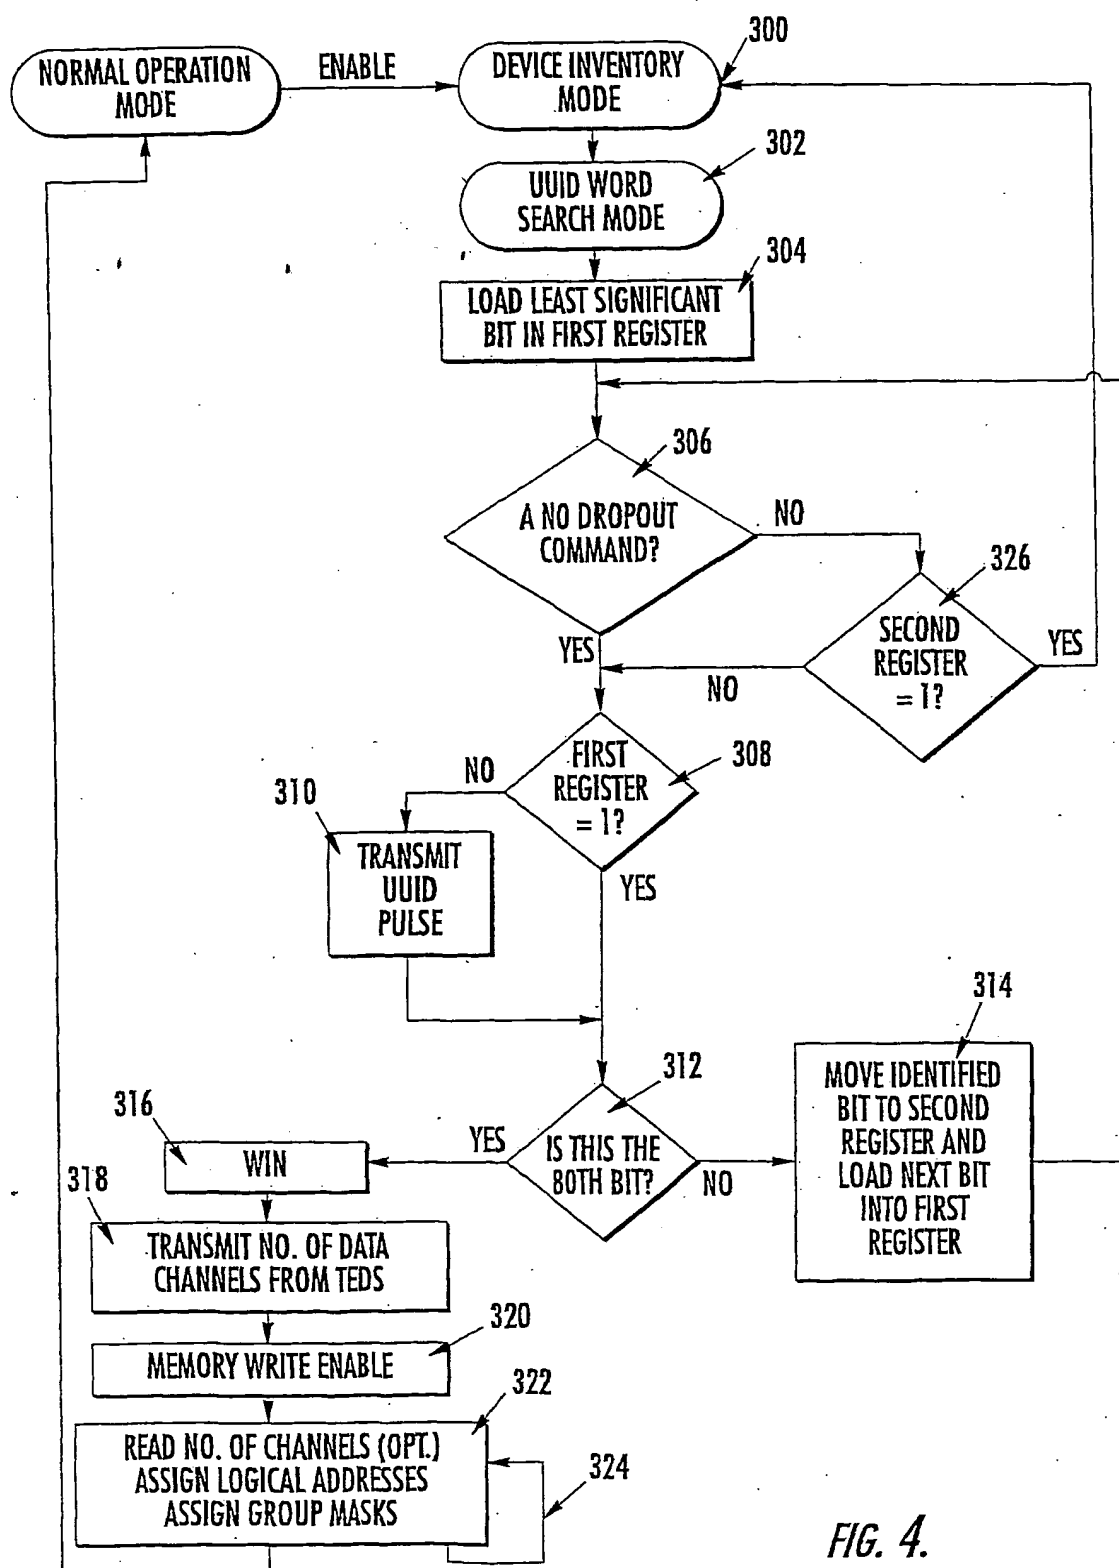 300
NORMAL OPERATION
MODE
ENABLE
DEVICE INVENTORY
MODE
302
UUID WORD
SEARCH MODE
304
LOAD LEAST SIGNIFICANT
BIT IN FIRST REGISTER
306
A NO DROPOUT
COMMAND?
NO
326
SECOND
REGISTER
= 1?
YES
YES
NO
FIRST
REGISTER
= 1?
308
NO
310
TRANSMIT
UUID
PULSE
YES
314
312
MOVE IDENTIFIED
BIT TO SECOND
REGISTER AND
LOAD NEXT BIT
INTO FIRST
REGISTER
316
YES
IS THIS THE
80TH BIT?
NO
WIN
318
TRANSMIT NO. OF DATA
CHANNELS FROM TEDS
320
MEMORY WRITE ENABLE
322
READ NO. OF CHANNELS (OPT.)
ASSIGN LOGICAL ADDRESSES
ASSIGN GROUP MASKS
324
FIG. 4.